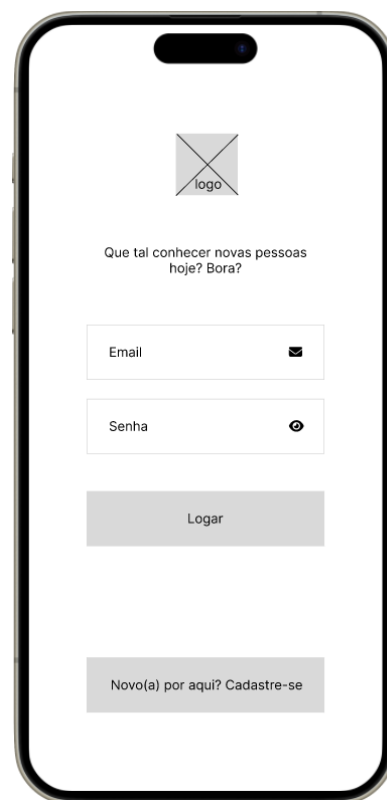 logo
Que tal conhecer novas pessoas
hoje? Bora?
Email
Senha
Logar
Novo(a) por aqui? Cadastre-se